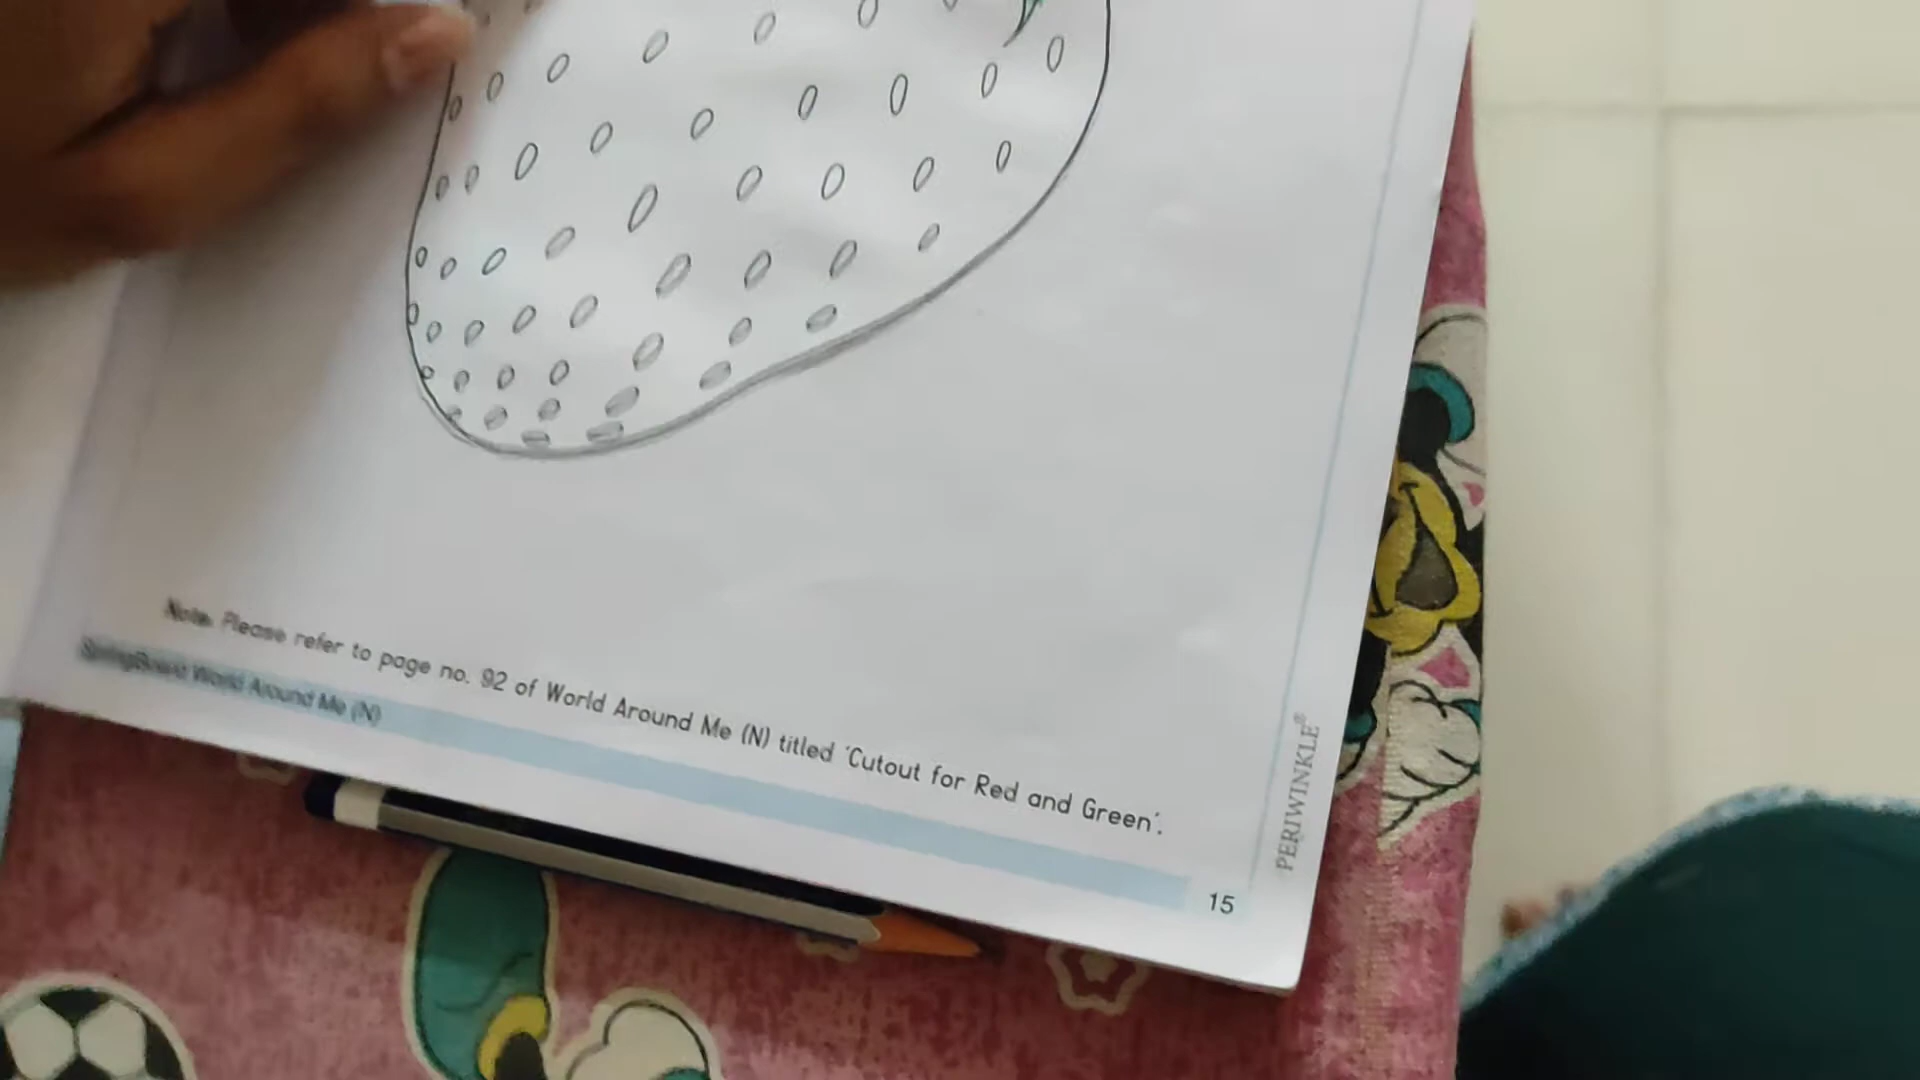 Note. Please refer to page no. 92 of World Around Me (N) titled ‘Cutout for Red and Green’.
SpringBoard World Around Me (N)
15
PERIWINKLE®